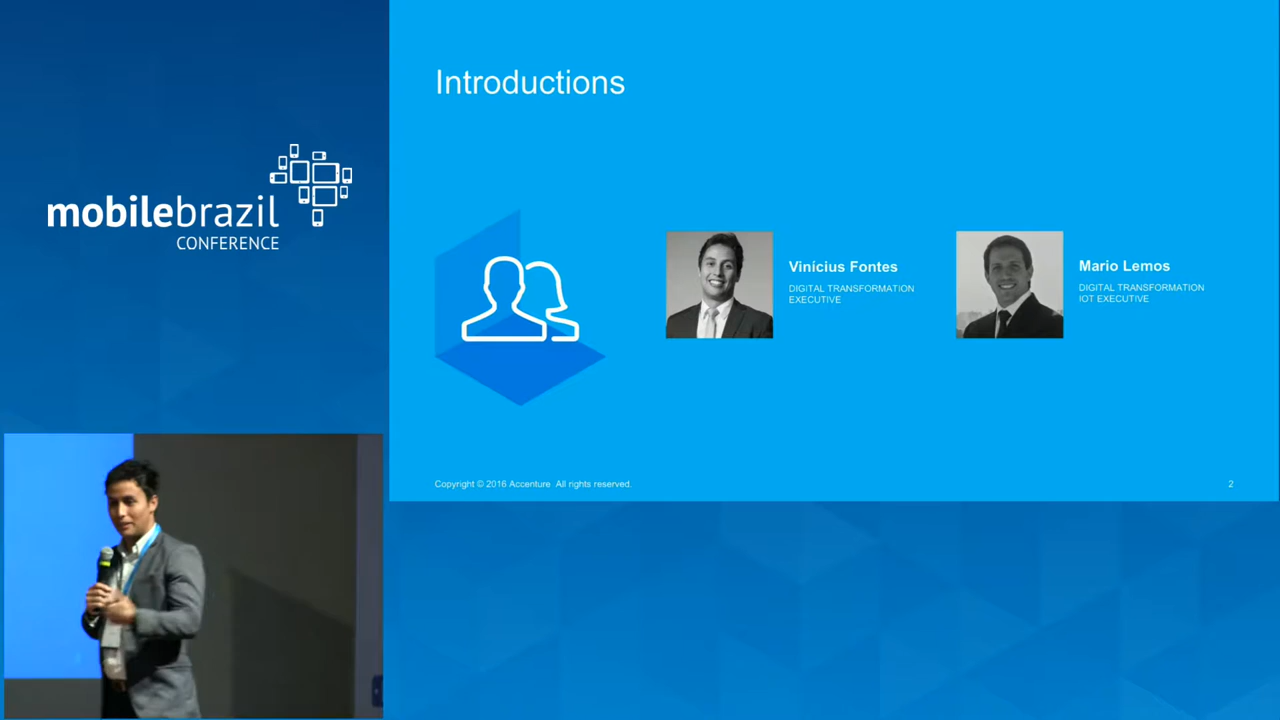 mobilebrazil
CONFERENCE
Introductions
Vinícius Fontes
DIGITAL TRANSFORMATION
EXECUTIVE
Mario Lemos
DIGITAL TRANSFORMATION
IOT EXECUTIVE
Copyright © 2016 Accenture All rights reserved.
2